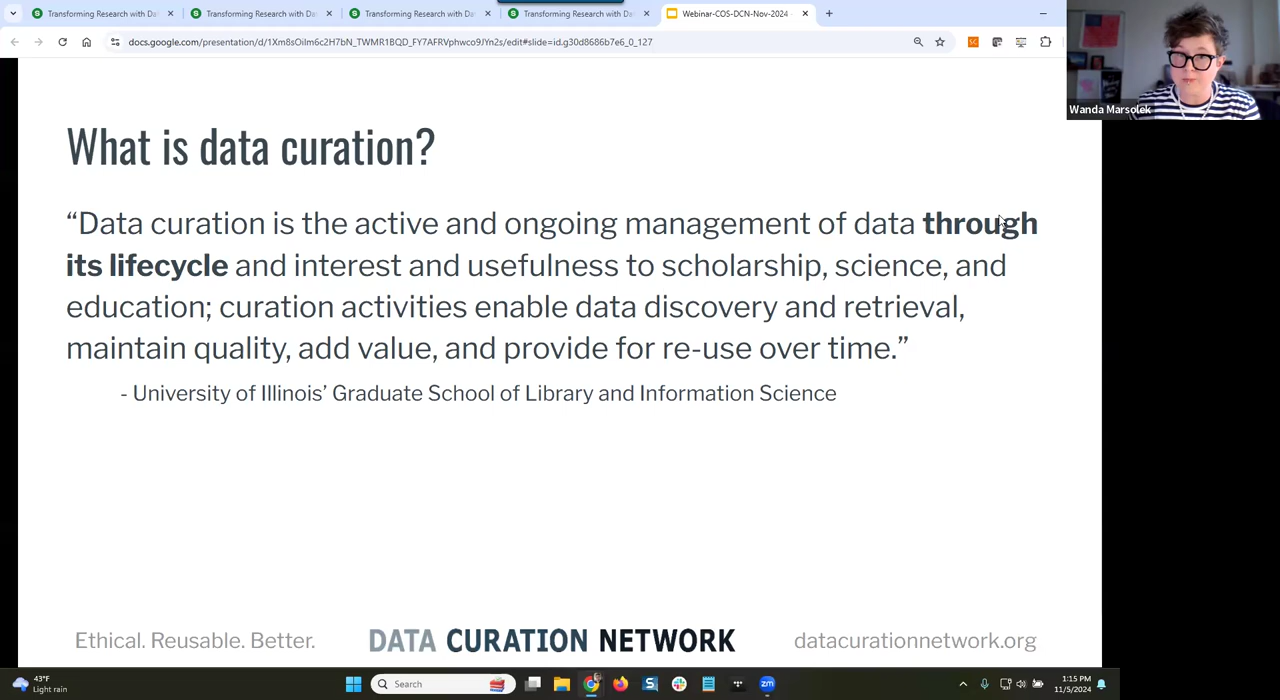 Transforming Research with Da
Transforming Research with Da
Transforming Research with Da
Transforming Research with Da
Webinar-COS-DCN-Nov-2024
docs.google.com/presentation/d/1Xm8sOilm6c2H7bN_TWMR1BQD_FY7AFRVphwco9JYn2s/edit#slide=id.g30d8686b7e6_0_127
Wanda Marsolek
What is data curation?
“Data curation is the active and ongoing management of data through
its lifecycle and interest and usefulness to scholarship, science, and
education; curation activities enable data discovery and retrieval,
maintain quality, add value, and provide for re-use over time.”
- University of Illinois’ Graduate School of Library and Information Science
Ethical. Reusable. Better.
DATA CURATION NETWORK
datacurationnetwork.org
43°F
Light rain
Search
1:15 PM
11/5/2024